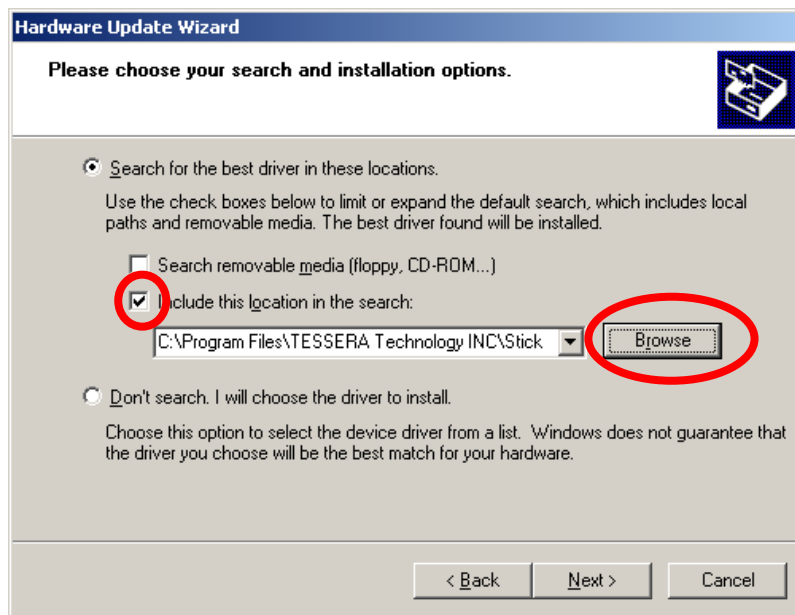 Hardware Update Wizard
Please choose your search and installation options.
Search for the best driver in these locations.
Use the check boxes below to limit or expand the default search, which includes local
paths and removable media. The best driver found will be installed.
Search removable media (floppy, CD-ROM...)
Include this location in the search:
C:\Program Files\TESSERA Technology INC\Stick
Browse
Don't search. I will choose the driver to install.
Choose this option to select the device driver from a list. Windows does not guarantee that
the driver you choose will be the best match for your hardware.
< Back Next > Cancel